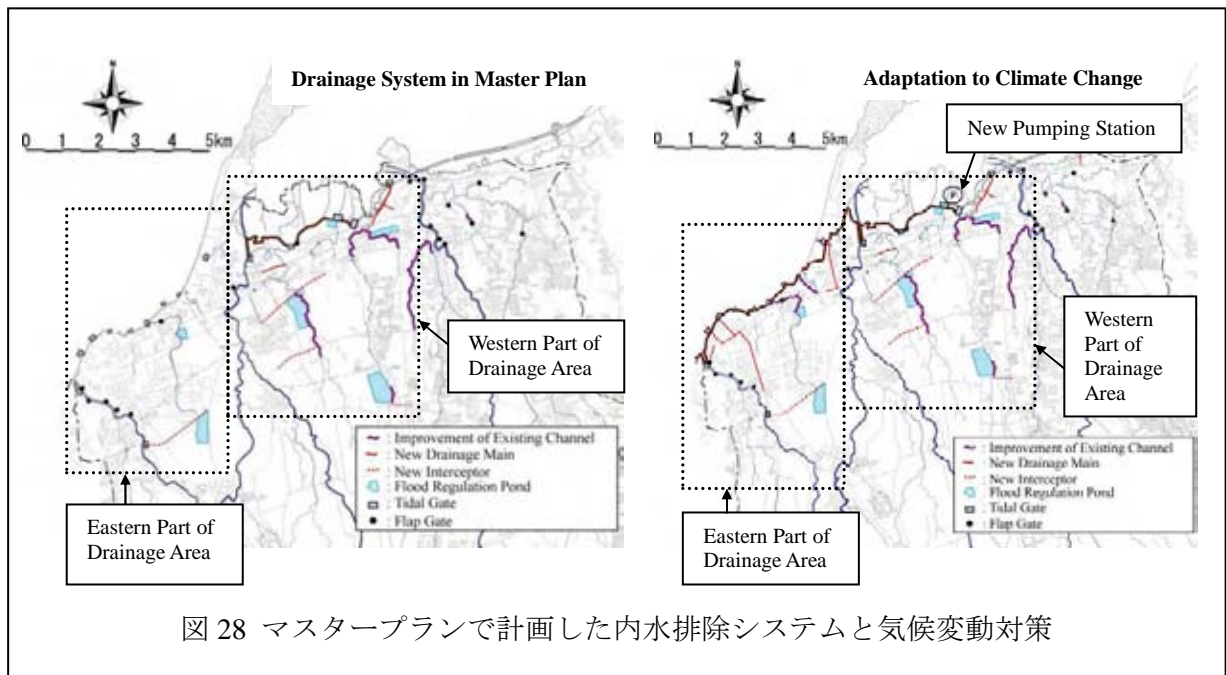 Drainage System in Master Plan
N
0 1 2 3 4 5km
Western Part of
Drainage Area
: Improvement of Existing Channel
: New Drainage Main
: New Interceptor
: Flood Regulation Pond
: Tidal Gate
: Flap Gate
Eastern Part of
Drainage Area
Adaptation to Climate Change
N
0 1 2 3 4 5km
New Pumping Station
P
Western
Part of
Drainage
Area
: Improvement of Existing Channel
: New Drainage Main
: New Interceptor
: Flood Regulation Pond
: Tidal Gate
: Flap Gate
Eastern Part of
Drainage Area
図 28 マスタープランで計画した内水排除システムと気候変動対策